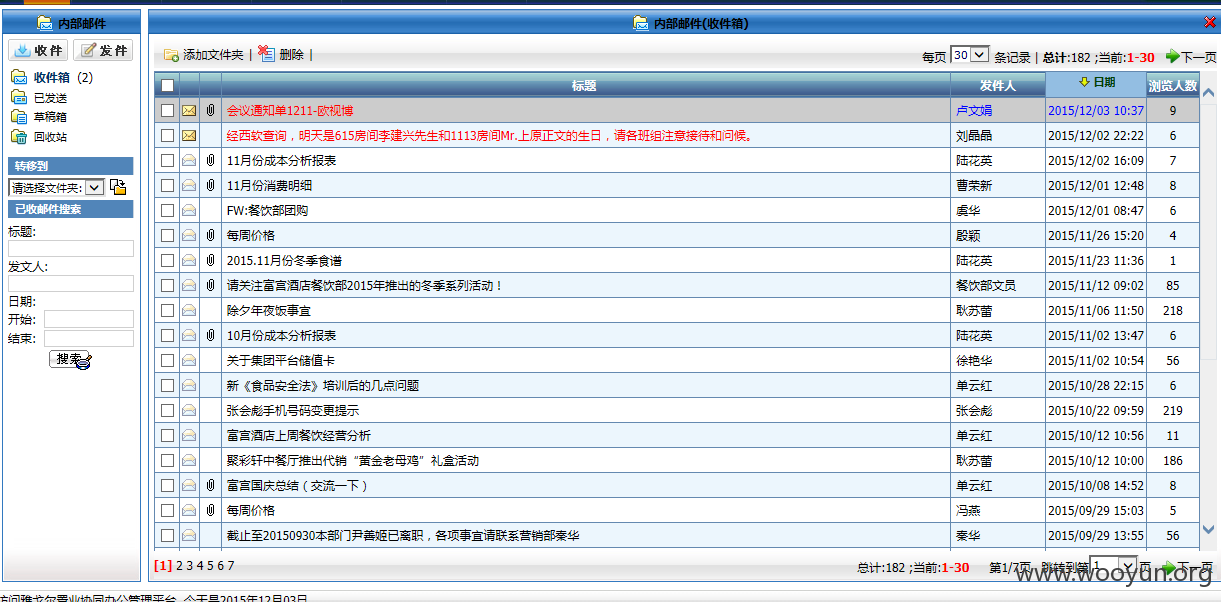 内部邮件
收件 发件
收件箱 (2)
已发送
草稿箱
回收站
转移到
请选择文件夹:
已收邮件搜索
标题:
发文人:
日期:
开始:
结束:
搜索
内部邮件(收件箱)
添加文件夹 | 删除 |
每页 30 条记录 | 总计:182 ;当前:1-30 下一页
标题 发件人 日期 浏览人数
会议通知单1211-欧视博 卢文娟 2015/12/03 10:37 9
经西软查询，明天是615房间李建兴先生和1113房间Mr.上原正文的生日，请各班组注意接待和问候。 刘晶晶 2015/12/02 22:22 6
11月份成本分析报表 陆花英 2015/12/02 16:09 7
11月份消费明细 曹荣新 2015/12/01 12:48 8
FW:餐饮部团购 虞华 2015/12/01 08:47 6
每周价格 殷颖 2015/11/26 15:20 4
2015.11月份冬季食谱 陆花英 2015/11/23 11:36 1
请关注富宫酒店餐饮部2015年推出的冬季系列活动！ 餐饮部文员 2015/11/12 09:02 85
除夕年夜饭事宜 耿苏蕾 2015/11/06 11:50 218
10月份成本分析报表 陆花英 2015/11/02 13:47 6
关于集团平台储值卡 徐艳华 2015/11/02 10:54 56
新《食品安全法》培训后的几点问题 单云红 2015/10/28 22:15 6
张会彪手机号码变更提示 张会彪 2015/10/22 09:59 219
富宫酒店上周餐饮经营分析 单云红 2015/10/12 10:56 11
聚彩轩中餐厅推出代销“黄金老母鸡”礼盒活动 耿苏蕾 2015/10/12 10:00 186
富宫国庆总结（交流一下） 单云红 2015/10/08 14:52 8
每周价格 冯燕 2015/09/29 15:03 5
截止至20150930本部门尹善姬已离职，各项事宜请联系营销部秦华 秦华 2015/09/29 13:55 56
[1] 2 3 4 5 6 7
总计:182 ;当前:1-30 第1/7页 跳转到第 1 页 下一页
www.wooyun.org
访问雅戈尔置业协同办公管理平台 今天是2015年12月03日